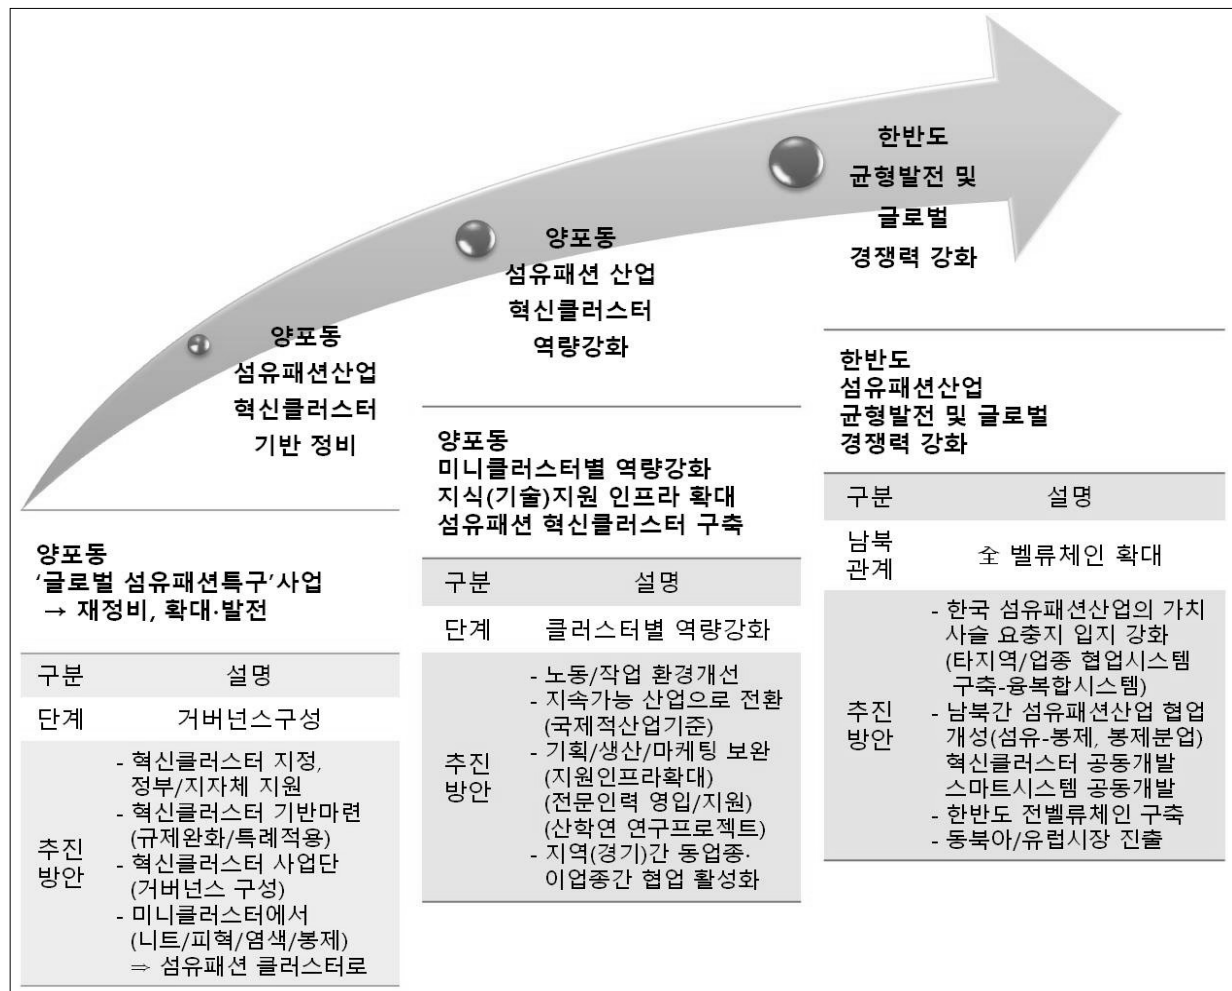 한반도
균형발전 및
글로벌
경쟁력 강화
양포동
섬유패션 산업
혁신클러스터
역량강화
양포동
섬유패션산업
혁신클러스터
기반 정비
양포동
'글로벌 섬유패션특구'사업
→ 재정비, 확대·발전
구분 설명
단계 거버넌스구성
추진
방안
- 혁신클러스터 지정,
정부/지자체 지원
- 혁신클러스터 기반마련
(규제완화/특례적용)
- 혁신클러스터 사업단
(거버넌스 구성)
- 미니클러스터에서
(니트/피혁/염색/봉제)
⇒ 섬유패션 클러스터로
양포동
미니클러스터별 역량강화
지식(기술)지원 인프라 확대
섬유패션 혁신클러스터 구축
구분 설명
단계 클러스터별 역량강화
추진
방안
- 노동/작업 환경개선
- 지속가능 산업으로 전환
(국제적산업기준)
- 기획/생산/마케팅 보완
(지원인프라확대)
(전문인력 영입/지원)
(산학연 연구프로젝트)
- 지역(경기)간 동업종·
이업종간 협업 활성화
한반도
섬유패션산업
균형발전 및 글로벌
경쟁력 강화
구분 설명
남북
관계
全 벨류체인 확대
추진
방안
- 한국 섬유패션산업의 가치
사술 요충지 입지 강화
(타지역/업종 협업시스템
구축-융복합시스템)
- 남북간 섬유패션산업 협업
개성(섬유-봉제, 봉제분업)
혁신클러스터 공동개발
스마트시스템 공동개발
- 한반도 전벨류체인 구축
- 동북아/유럽시장 진출